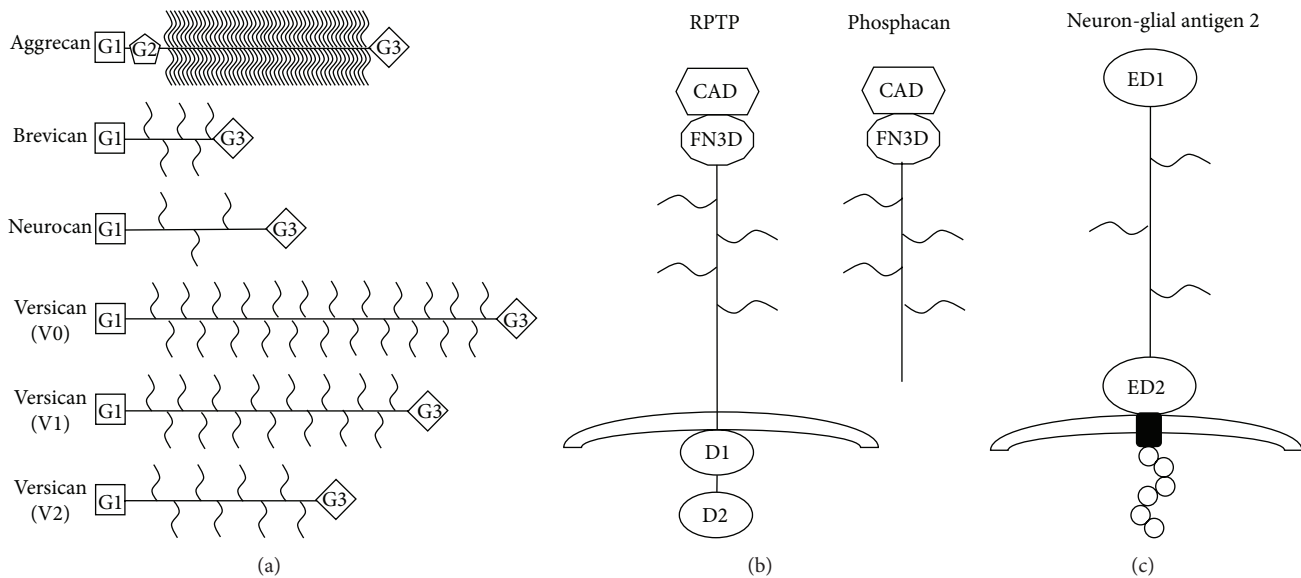 Aggrecan
G1
G2
G3
Brevican
G1
G3
Neurocan
G1
G3
Versican
(V0)
G1
G3
Versican
(V1)
G1
G3
Versican
(V2)
G1
G3
(a)
RPTP
Phosphacan
CAD
CAD
FN3D
FN3D
D1
D2
(b)
Neuron-glial antigen 2
ED1
ED2
(c)